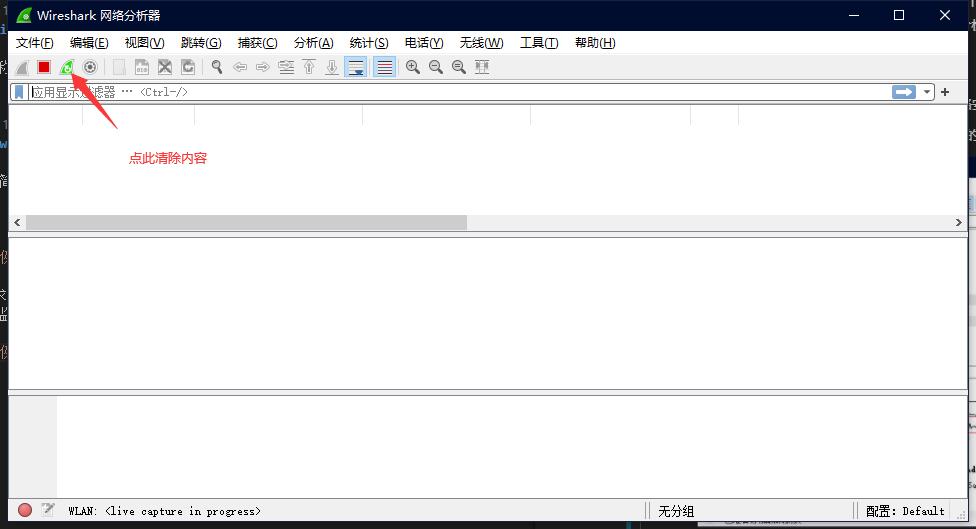 Wireshark 网络分析器
文件(F) 编辑(E) 视图(V) 跳转(G) 捕获(C) 分析(A) 统计(S) 电话(Y) 无线(W) 工具(T) 帮助(H)
应用显示过滤器 … <Ctrl-/>
点此清除内容
WLAN: <live capture in progress> 无分组 配置: Default